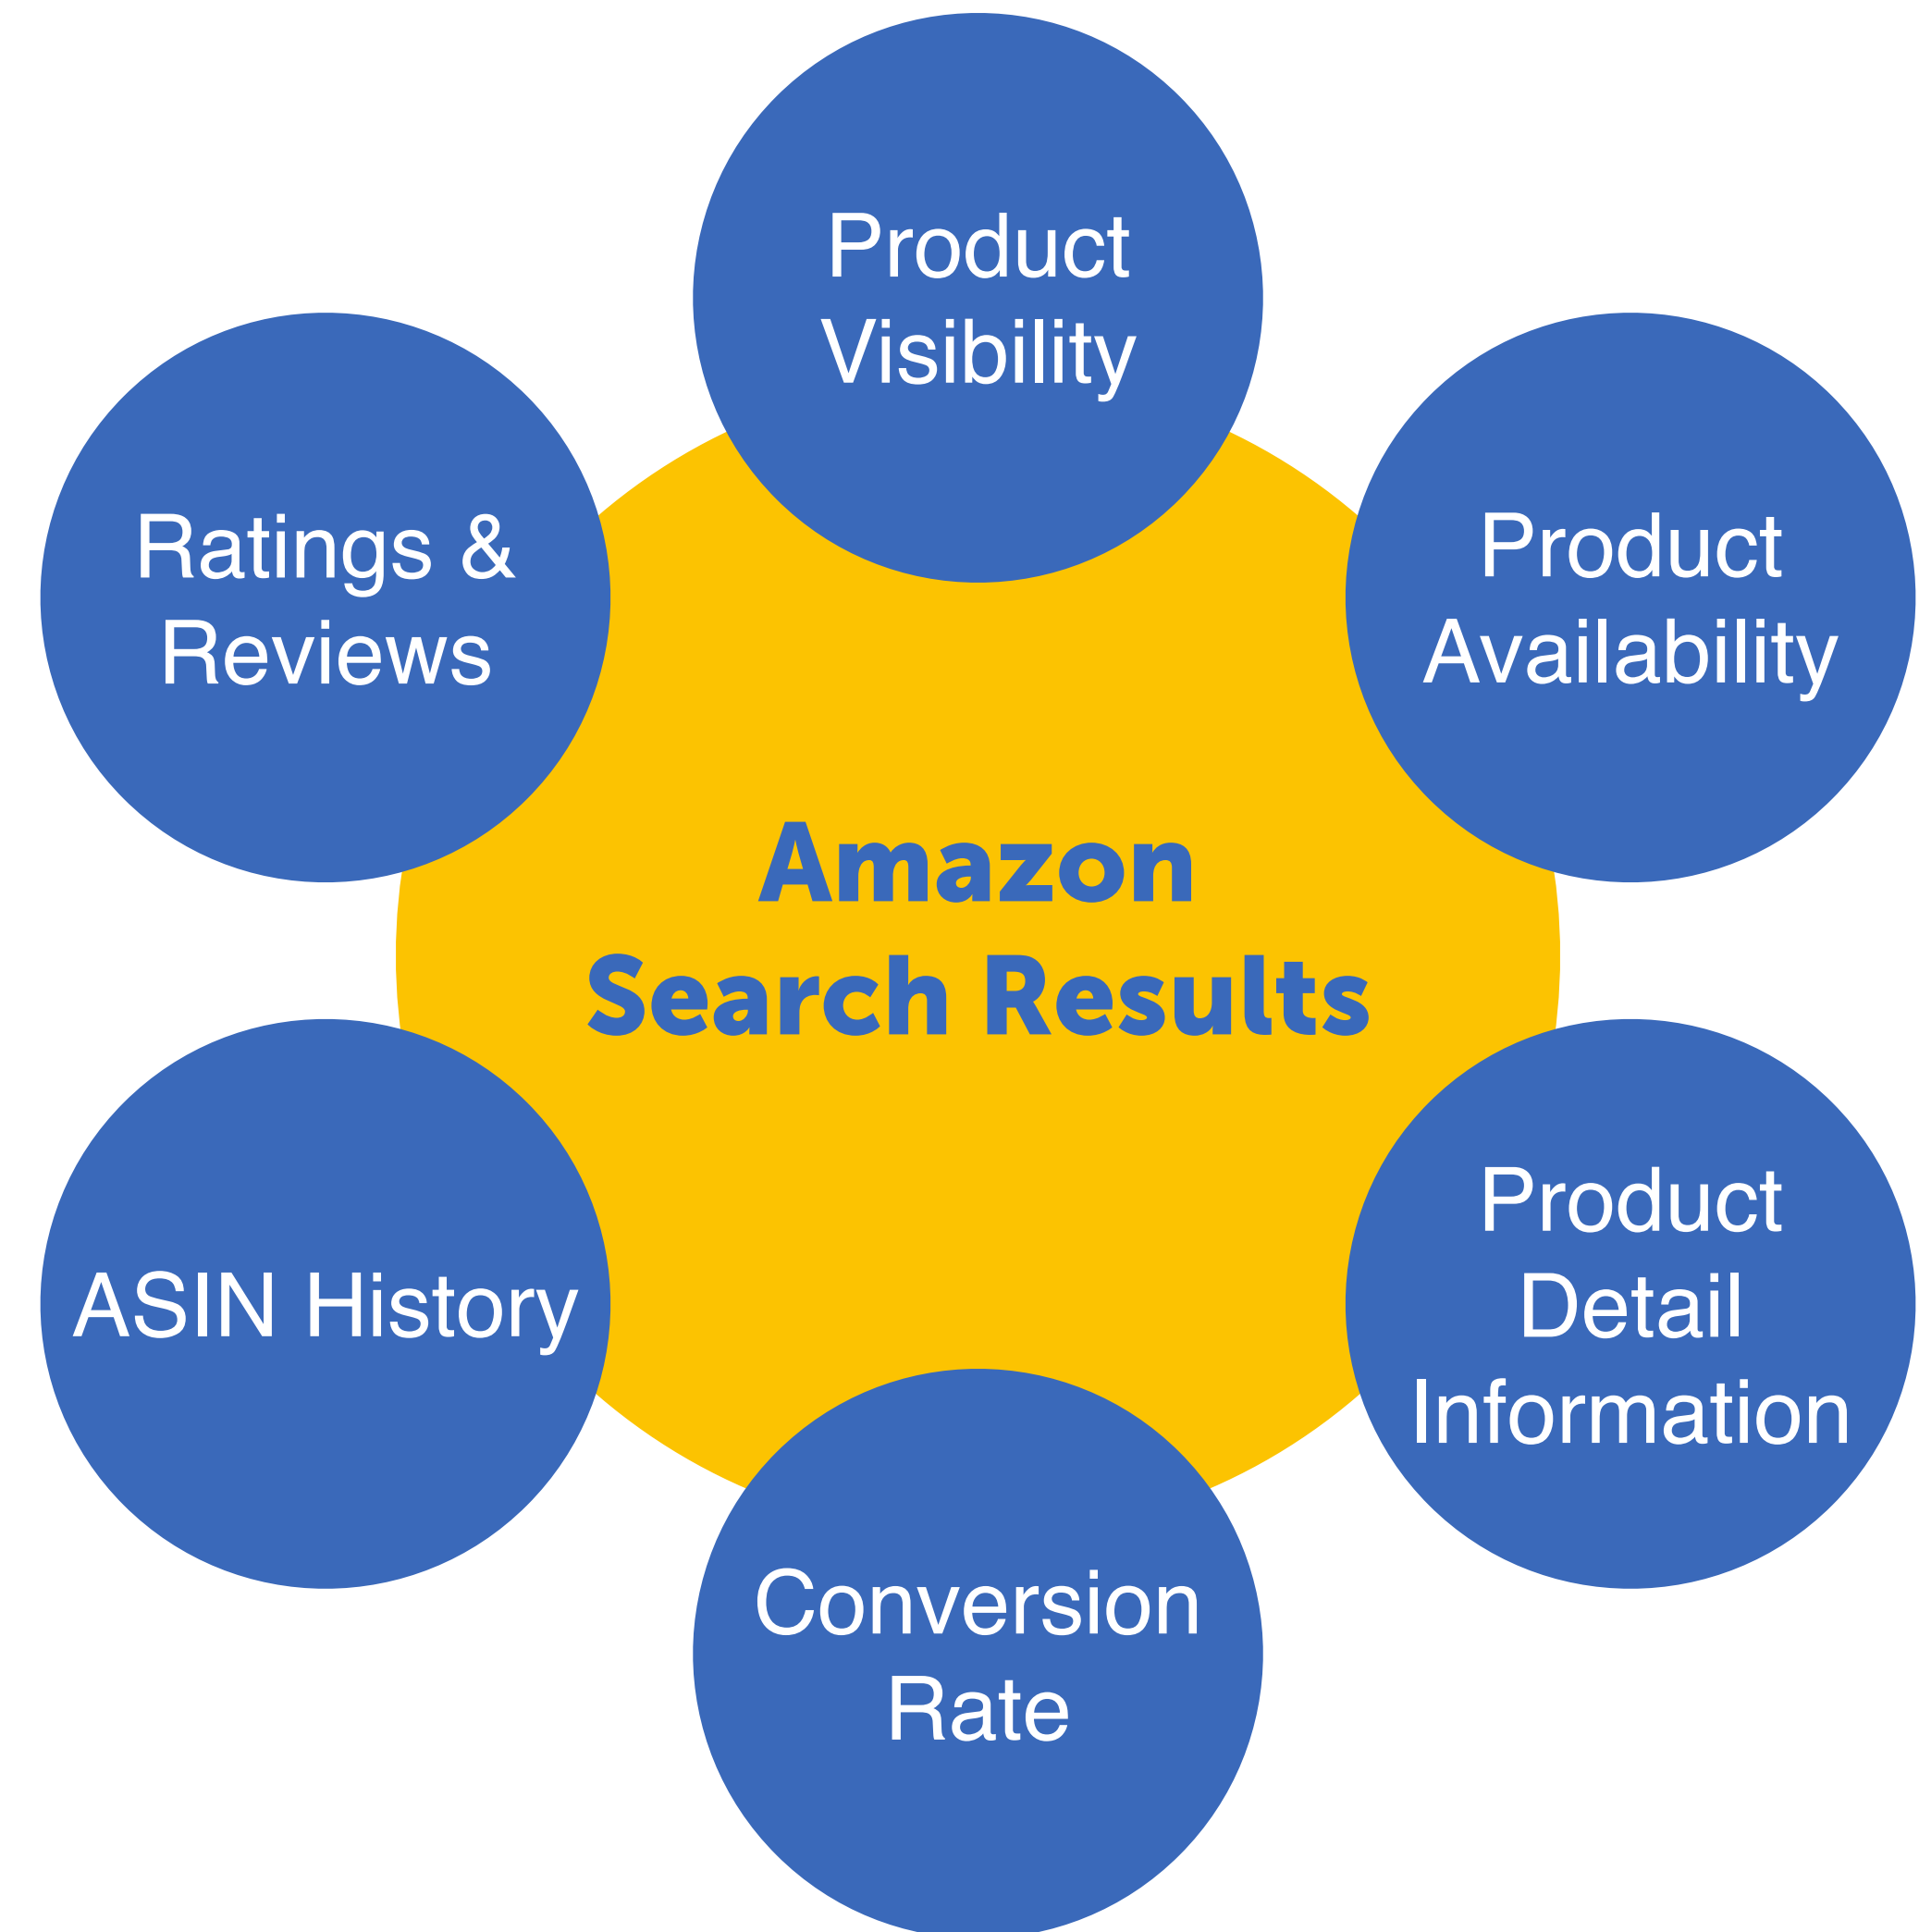 Product
Visibility
Ratings &
Reviews
Product
Availability
Amazon
Search Results
ASIN History
Product
Detail
Information
Conversion
Rate